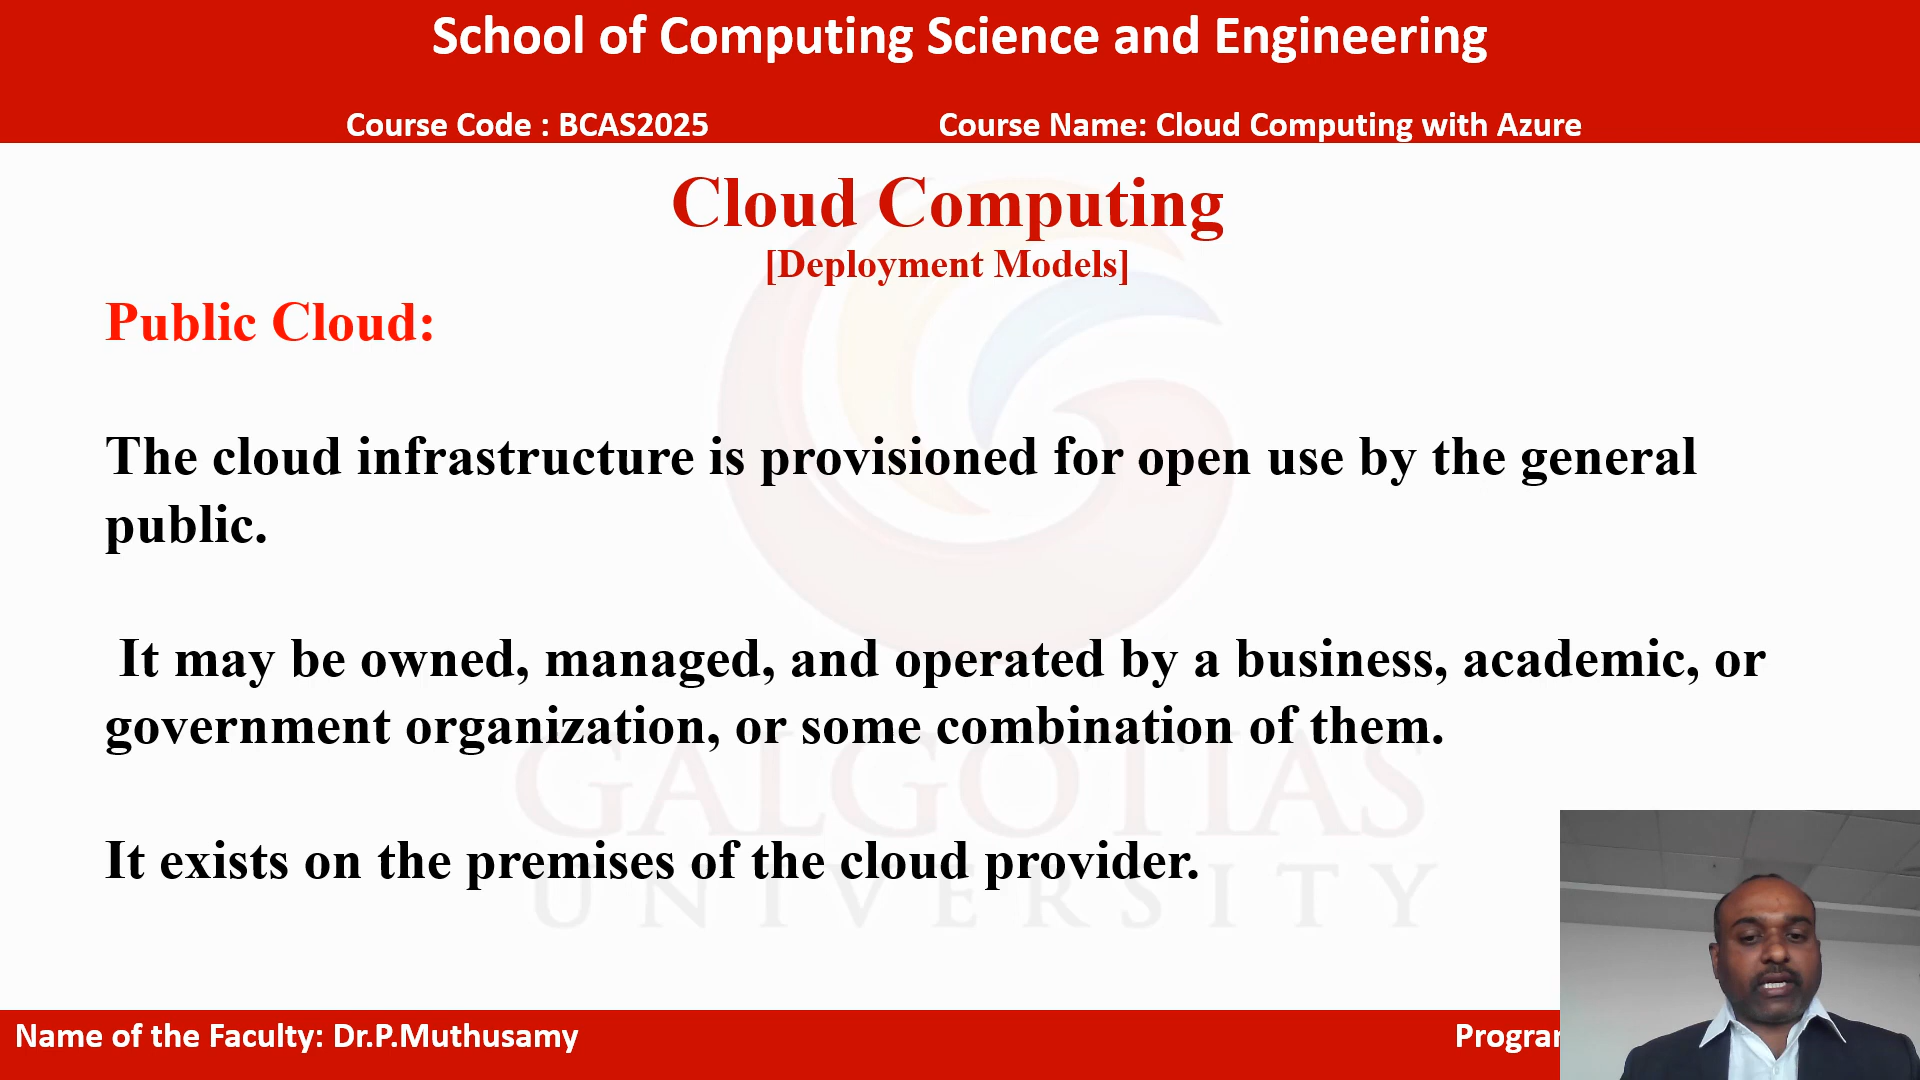 School of Computing Science and Engineering
Course Code : BCAS2025 Course Name: Cloud Computing with Azure
Cloud Computing
[Deployment Models]
Public Cloud:
The cloud infrastructure is provisioned for open use by the general
public.
It may be owned, managed, and operated by a business, academic, or
government organization, or some combination of them.
GALGOTIAS
It exists on the premises of the cloud provider.
UNIVERSITY
Name of the Faculty: Dr.P.Muthusamy